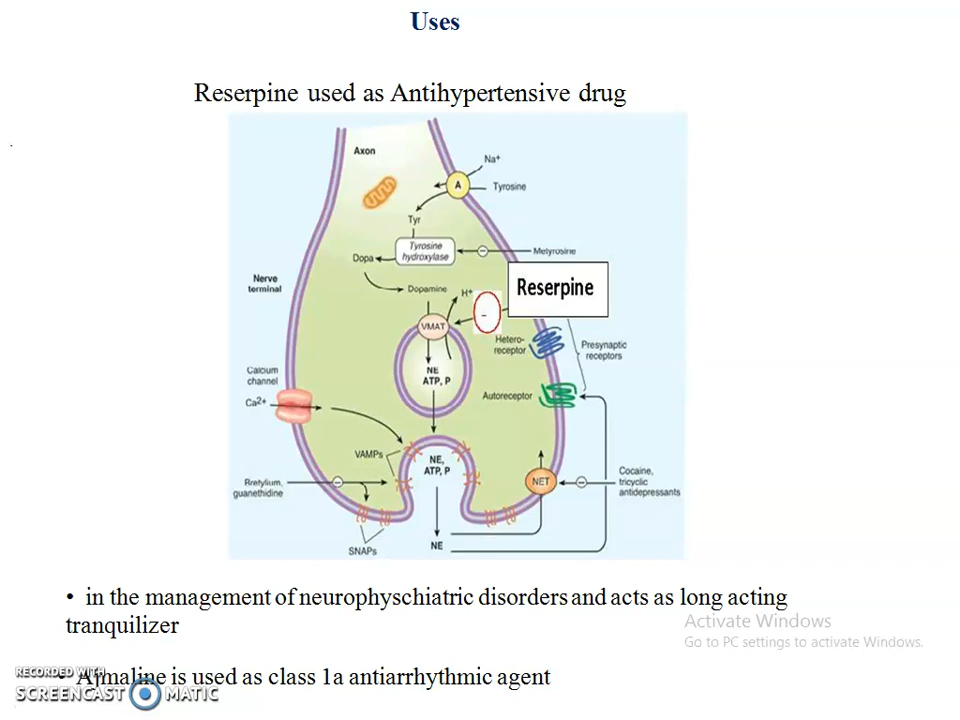 Uses
Reserpine used as Antihypertensive drug
Axon
Na+
A
Tyrosine
Tyr
Tyrosine
hydroxylase
Metyrosine
Dopa
Nerve
terminal
Dopamine
H+
Reserpine
-
VMAT
Hetero-
receptor
Presynaptic
receptors
Calcium
channel
NE
ATP, P
Ca2+
Autoreceptor
VAMPs
NE,
ATP, P
Bretylium,
guanethidine
NET
Cocaine,
tricyclic
antidepressants
SNAPs
NE
• in the management of neurophyschiatric disorders and acts as long acting
tranquilizer
Activate Windows
Go to PC settings to activate Windows.
• Ajmaline is used as class 1a antiarrhythmic agent
RECORDED WITH
SCREENCAST MATIC